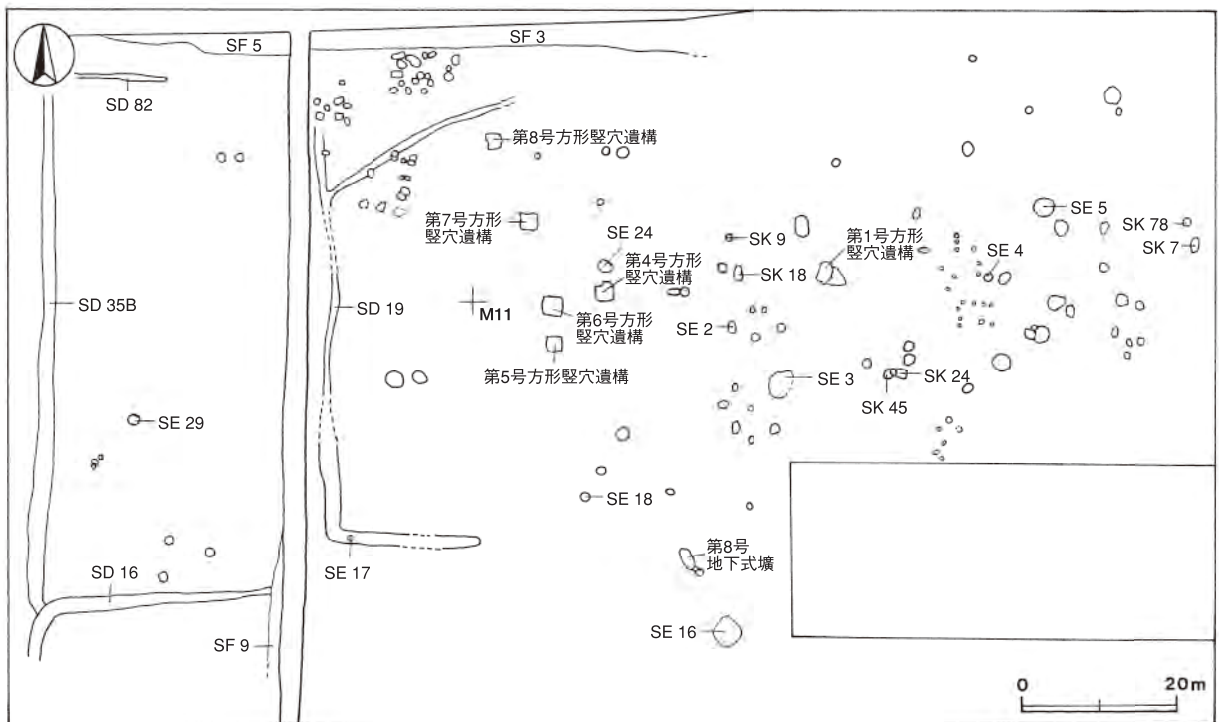 SF 5
SF 3
SD 82
第8号方形竪穴遺構
第7号方形
竪穴遺構
SE 24
第4号方形
竪穴遺構
SK 9
SK 18
第1号方形
竪穴遺構
SE 5
SE 4
SK 78
SK 7
SD 35B
SD 19
M11
第6号方形
竪穴遺構
SE 2
第5号方形竪穴遺構
SE 3
SK 24
SK 45
SE 29
SE 18
SE 17
第8号
地下式壙
SD 16
SE 16
SF 9
0 20m